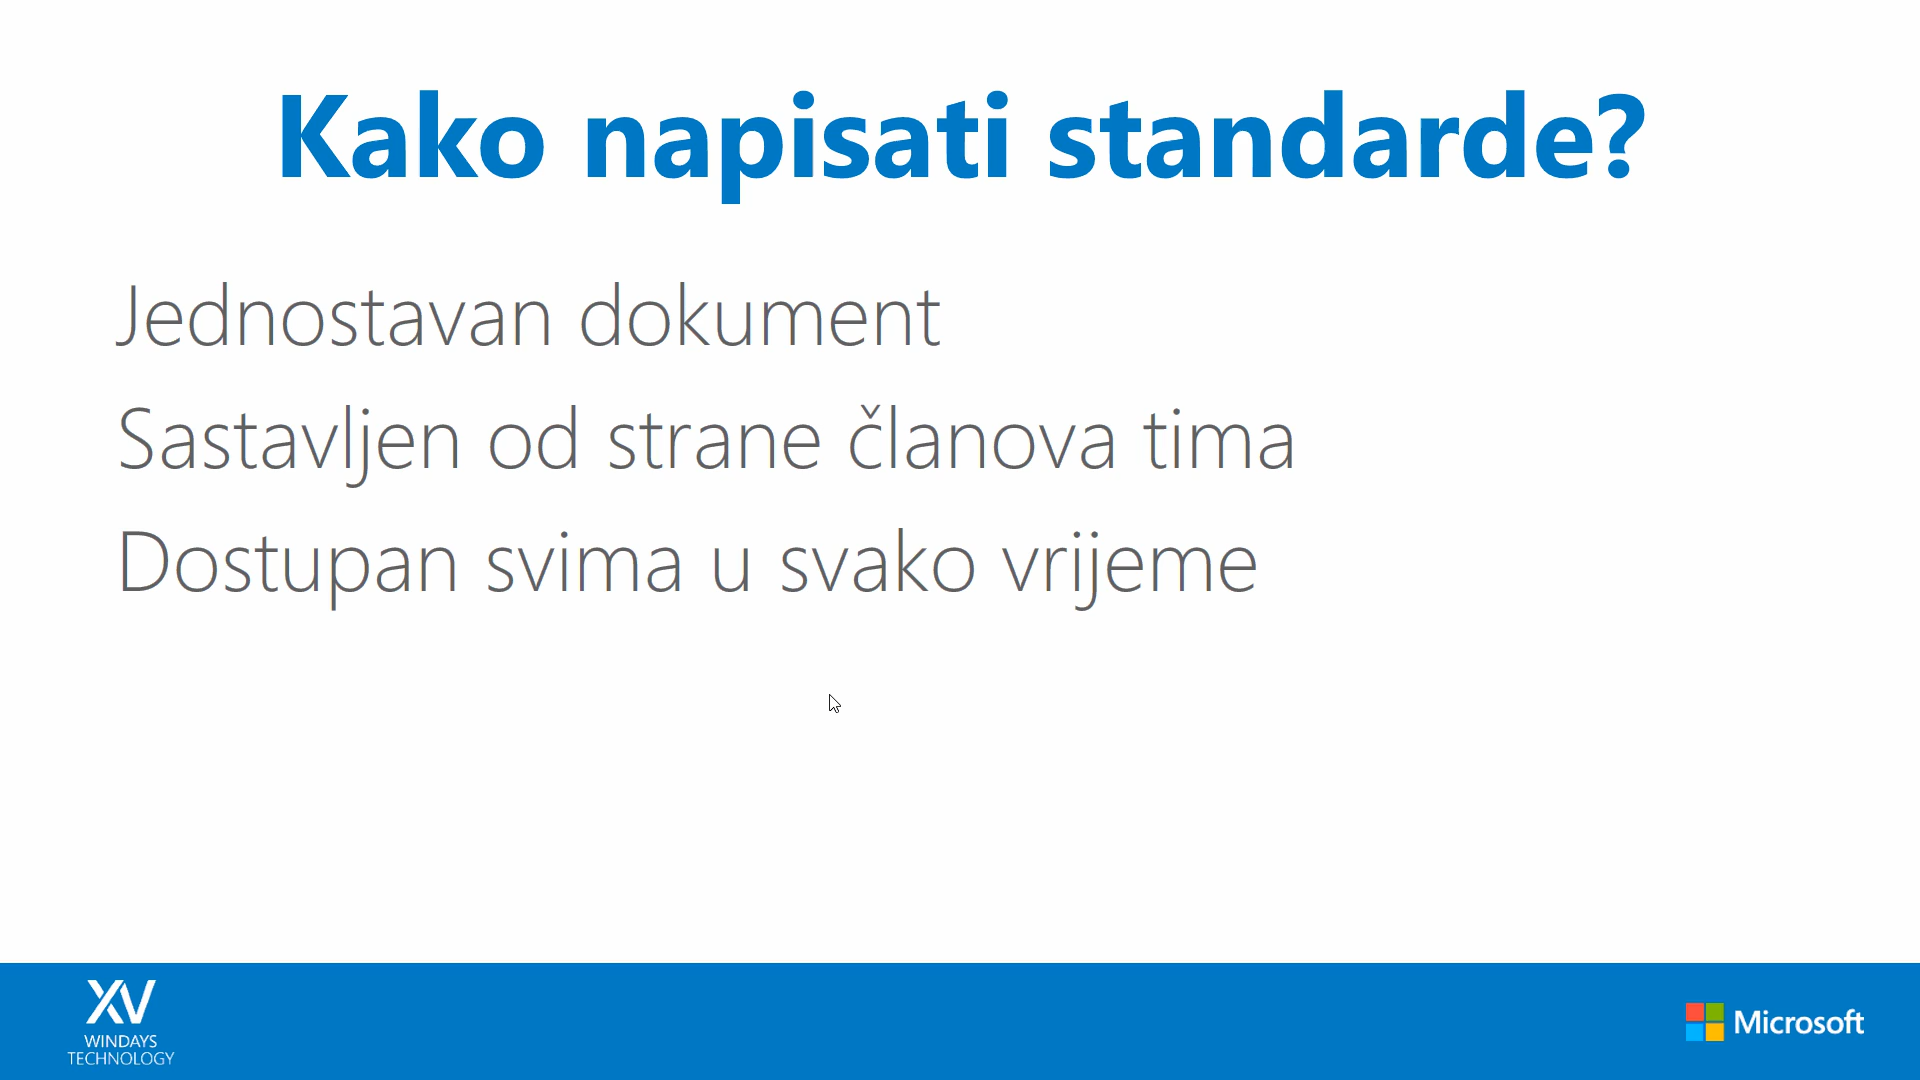 Kako napisati standarde?
Jednostavan dokument
Sastavljen od strane članova tima
Dostupan svima u svako vrijeme
XV
WINDAYS
TECHNOLOGY
Microsoft